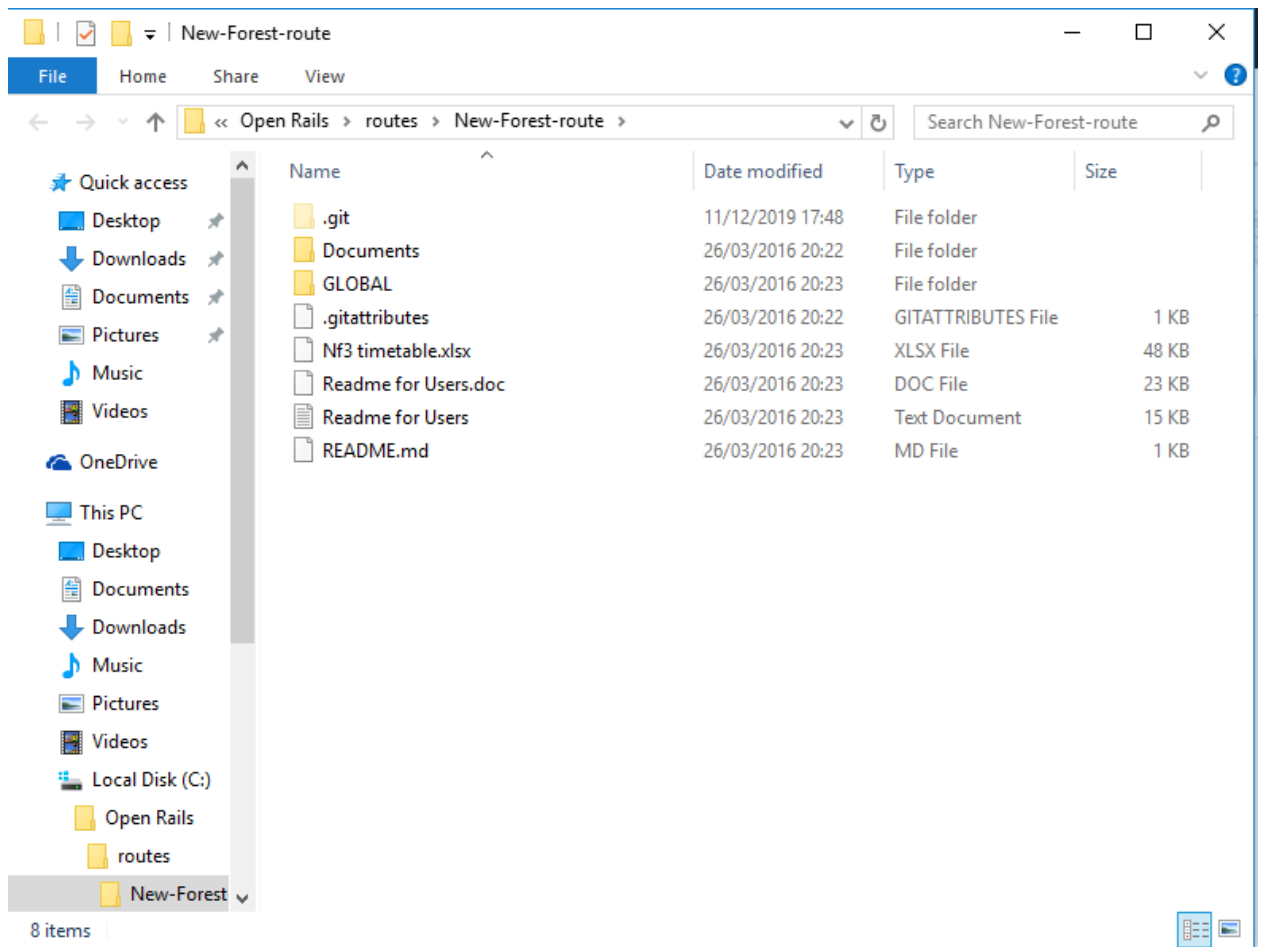 New-Forest-route
File Home Share View
« Open Rails > routes > New-Forest-route > Search New-Forest-route
Name Date modified Type Size
.git 11/12/2019 17:48 File folder
Documents 26/03/2016 20:22 File folder
GLOBAL 26/03/2016 20:23 File folder
.gitattributes 26/03/2016 20:22 GITATTRIBUTES File 1 KB
Nf3 timetable.xlsx 26/03/2016 20:23 XLSX File 48 KB
Readme for Users.doc 26/03/2016 20:23 DOC File 23 KB
Readme for Users 26/03/2016 20:23 Text Document 15 KB
README.md 26/03/2016 20:23 MD File 1 KB
Quick access
Desktop
Downloads
Documents
Pictures
Music
Videos
OneDrive
This PC
Desktop
Documents
Downloads
Music
Pictures
Videos
Local Disk (C:)
Open Rails
routes
New-Forest
8 items